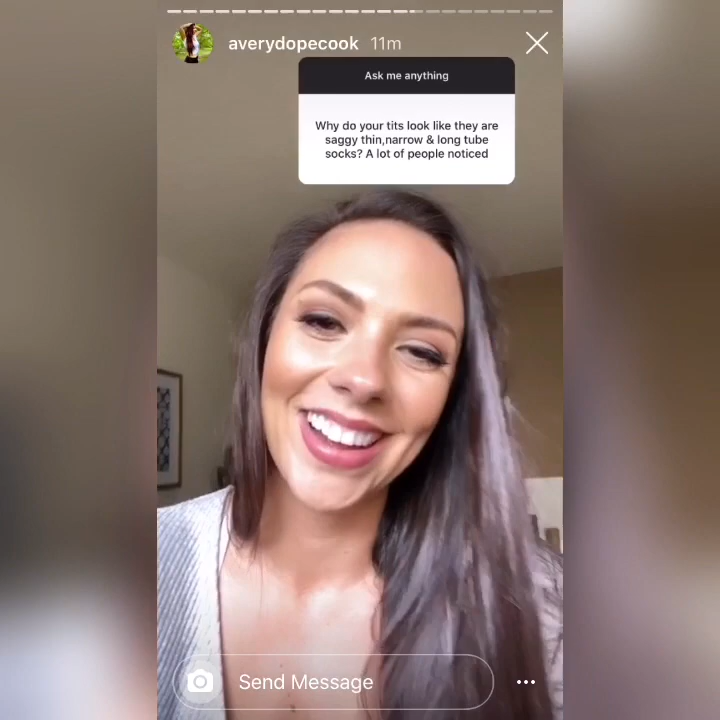 averydopecook 11m
Ask me anything
Why do your tits look like they are
saggy thin,narrow & long tube
socks? A lot of people noticed
Send Message